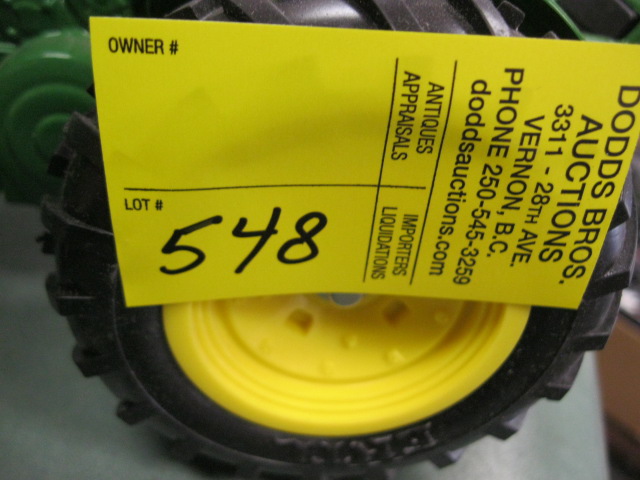 OWNER #
LOT #
548
ANTIQUES
APPRAISALS
IMPORTERS
LIQUIDATIONS
DODDS BROS.
AUCTIONS
3311 - 28TH AVE.
VERNON, B.C.
PHONE 250-545-3259
doddsauctions.com